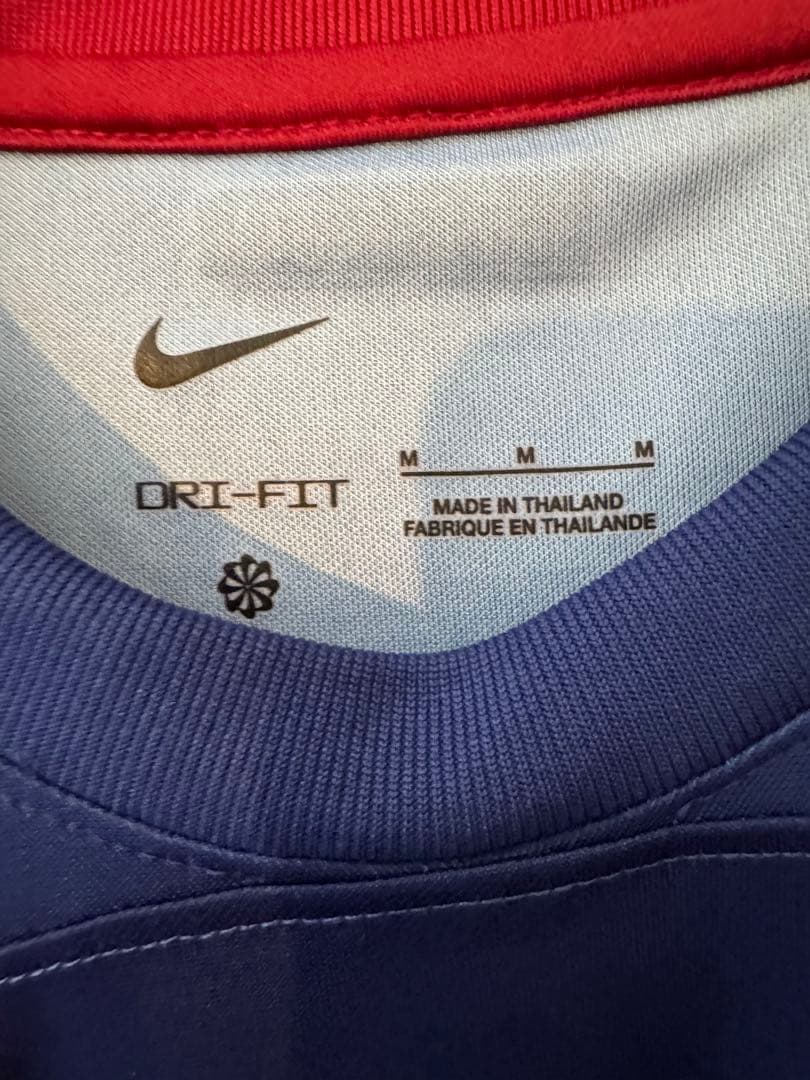 DRI-FIT
M M M
MADE IN THAILAND
FABRIQUE EN THAILANDE